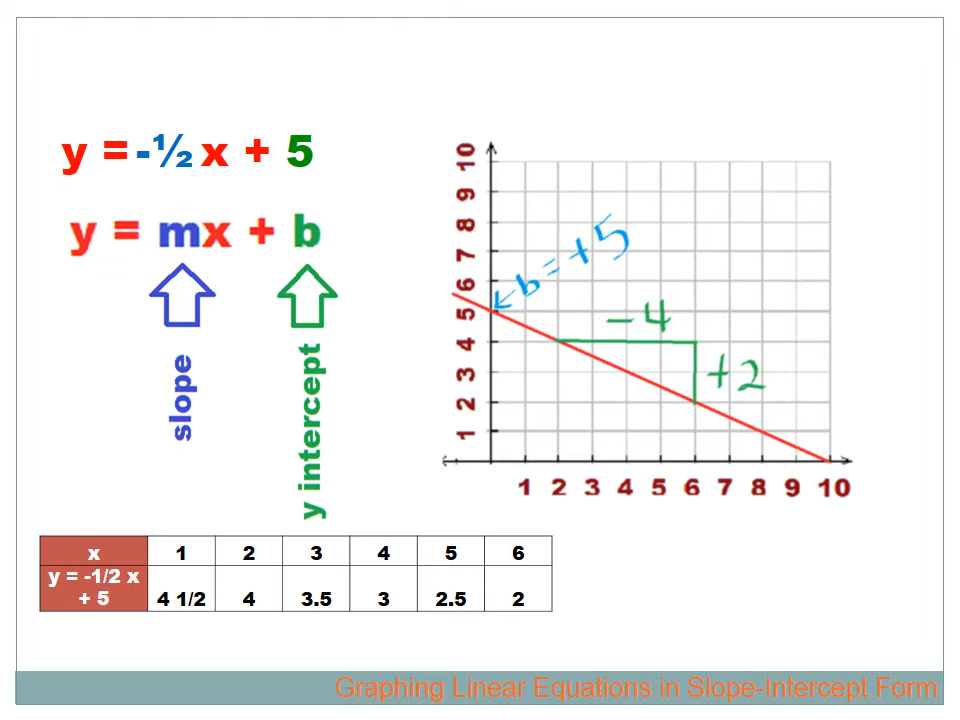 y = -½ x + 5
y = mx + b
slope
y intercept
10
9
8
7
6
5
4
3
2
1
b = +5
-4
+2
1 2 3 4 5 6 7 8 9 10
x 1 2 3 4 5 6
y = -1/2 x
+ 5 4 1/2 4 3.5 3 2.5 2
Graphing Linear Equations in Slope-Intercept Form